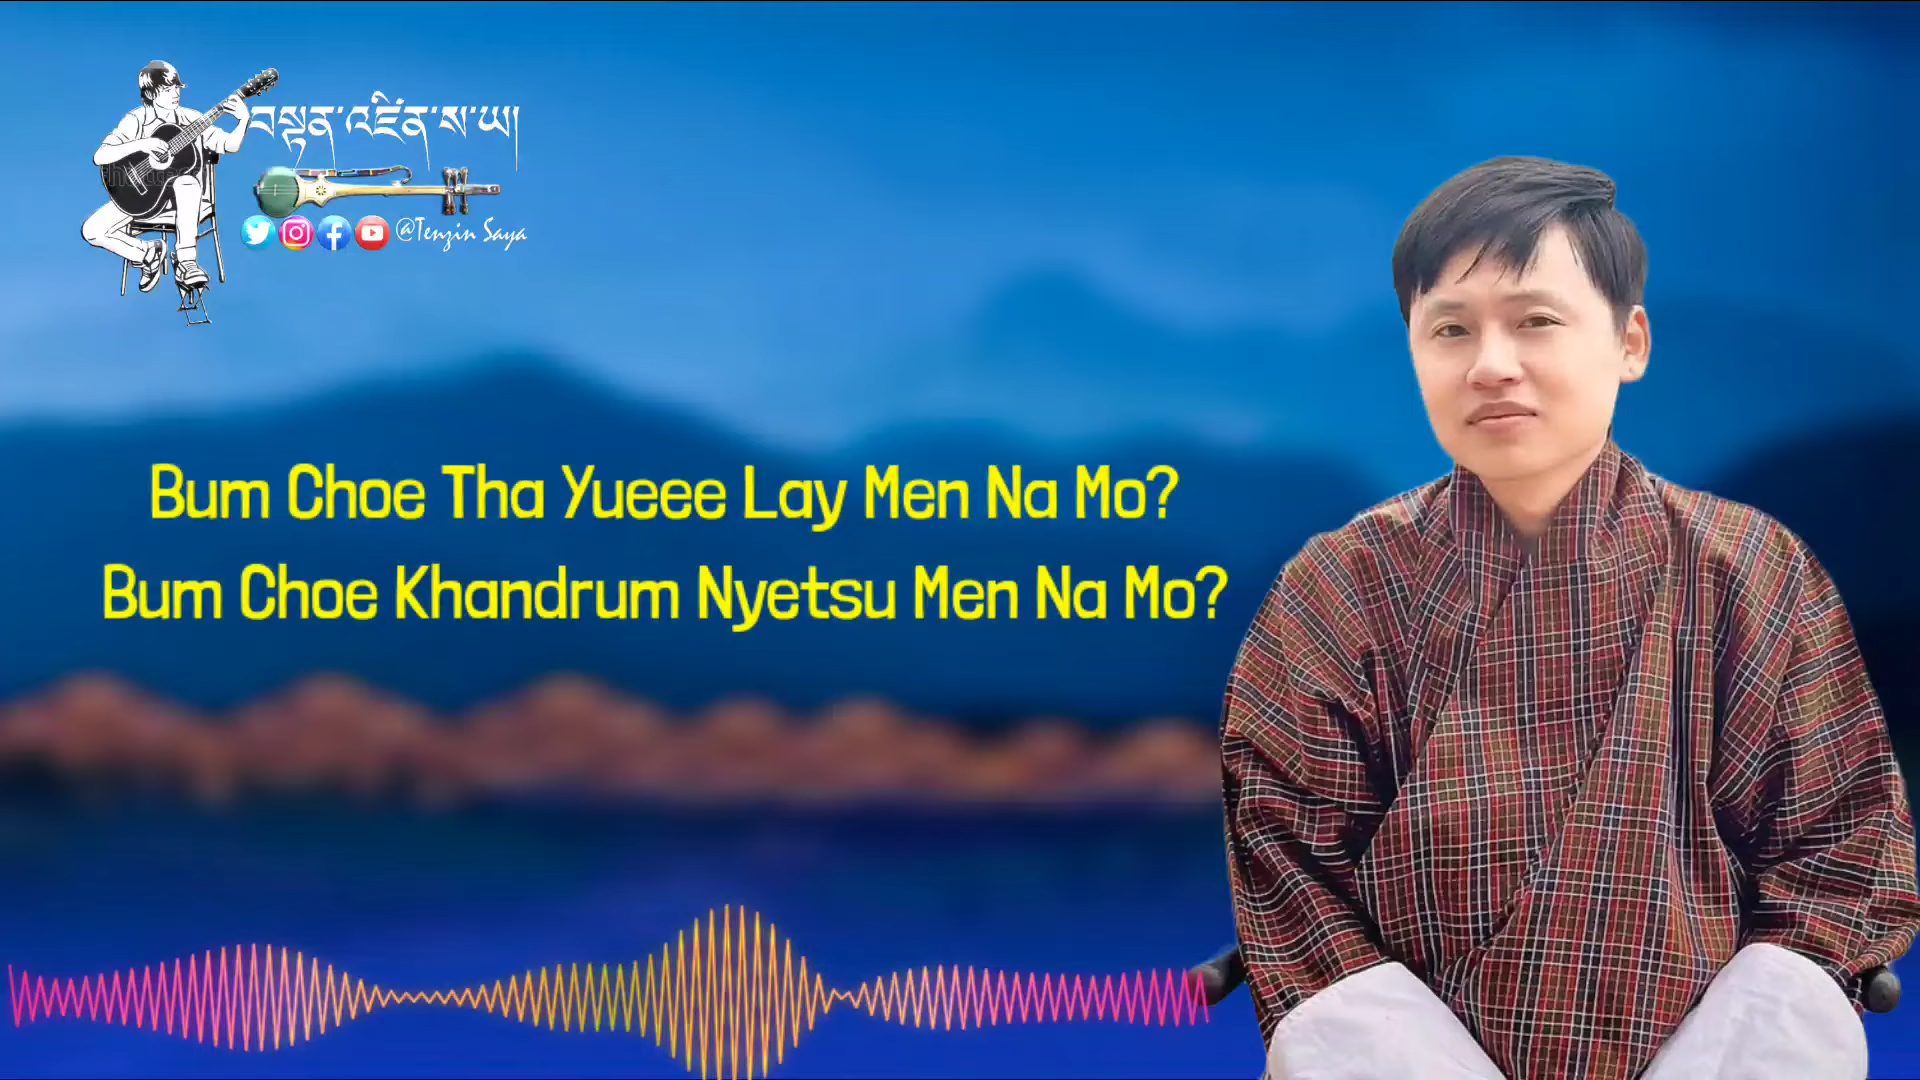 བསྟན་འཛིན་ས་ཡ།
@Tenzin Saya
Bum Choe Tha Yueee Lay Men Na Mo?
Bum Choe Khandrum Nyetsu Men Na Mo?